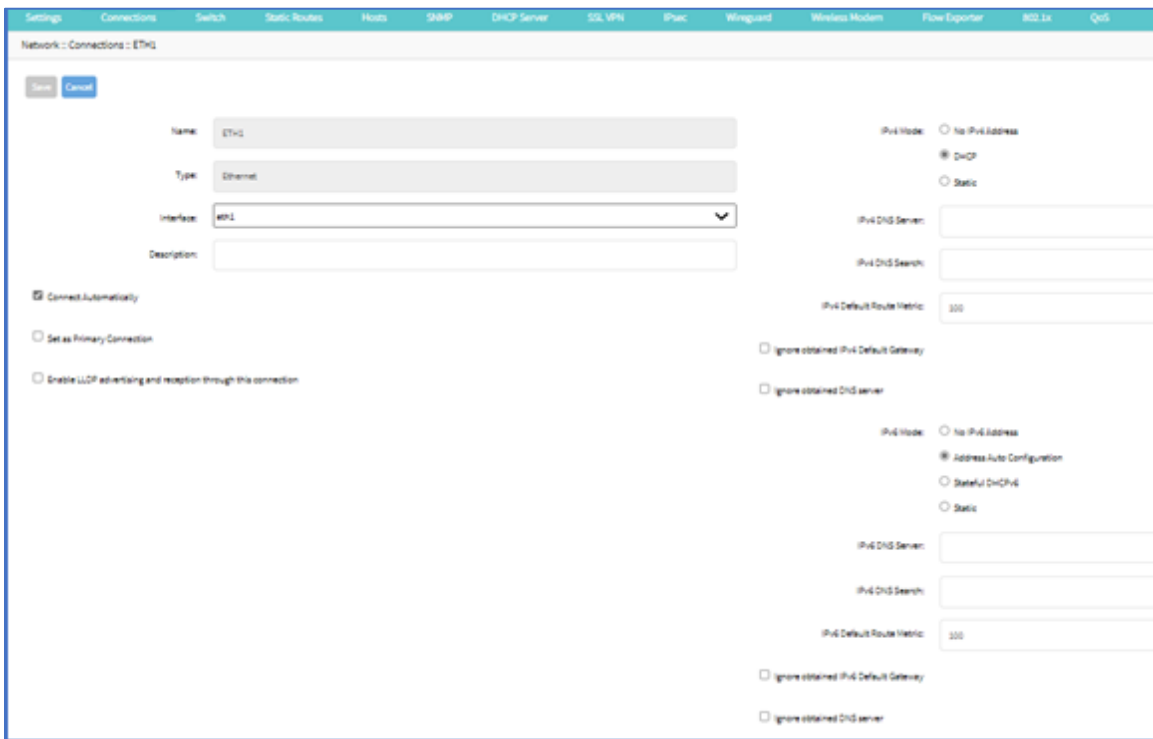 Settings Connections Switch Static Routes Hosts SNMP DHCP Server SSL VPN IPsec Wireguard Wireless Modem Flow Exporter 802.1x QoS
Network :: Connections :: ETH1
Save Cancel
Name: ETH1
Type: Ethernet
Interface: eth1
Description:
Connect Automatically
Set as Primary Connection
Enable LLDP advertising and reception through this connection
IPv4 Mode: No IPv4 Address
DHCP
Static
IPv4 DNS Server:
IPv4 DNS Search:
IPv4 Default Route Metric: 100
Ignore obtained IPv4 Default Gateway
Ignore obtained DNS server
IPv6 Mode: No IPv6 Address
Address Auto Configuration
Stateful DHCPv6
Static
IPv6 DNS Server:
IPv6 DNS Search:
IPv6 Default Route Metric: 100
Ignore obtained IPv6 Default Gateway
Ignore obtained DNS server